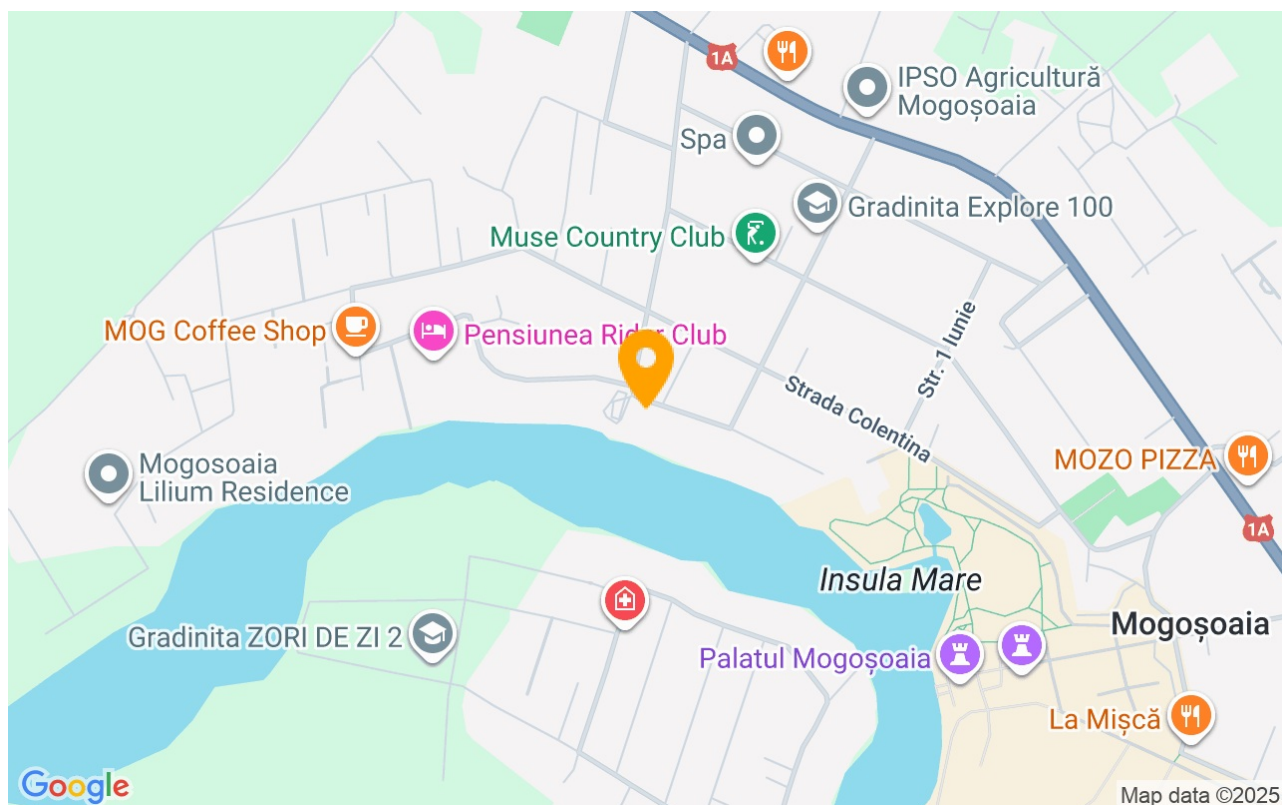 1A
IPSO Agricultură
Mogoșoaia
Spa
Gradinita Explore 100
Muse Country Club
MOG Coffee Shop
Pensiunea Rider Club
Str. 1 Iunie
Strada Colentina
MOZO PIZZA
Mogosoaia
Lilium Residence
1A
Insula Mare
Gradinita ZORI DE ZI 2
Mogoșoaia
Palatul Mogoșoaia
La Mișcă
Google
Map data ©2025